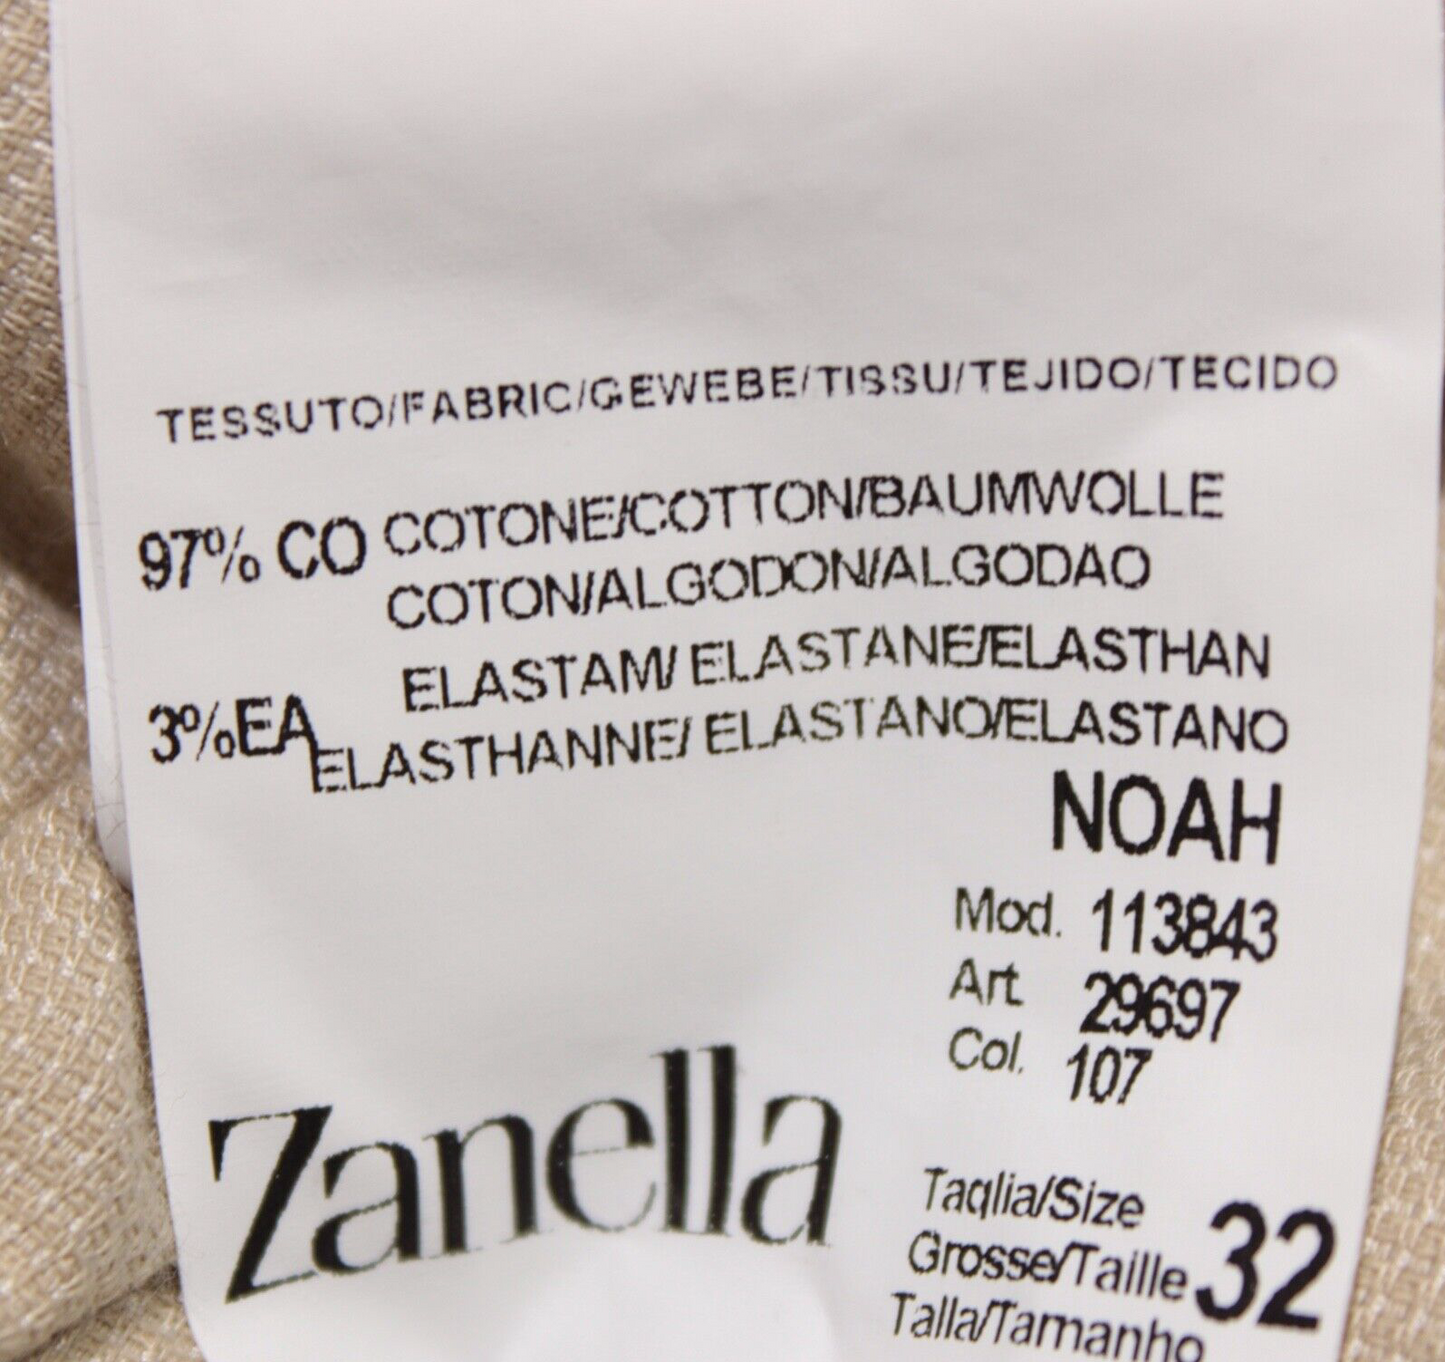 TESSUTO/FABRIC/GEWEBE/TISSU/TEJIDO/TECIDO
97% CO COTONE/COTTON/BAUMWOLLE
COTON/ALGODON/ALGODAO
3%EA ELASTAM/ ELASTANE/ELASTHAN
ELASTHANNE/ ELASTANO/ELASTANO
NOAH
Mod. 113843
Art. 29697
Col. 107
Zanella
Taglia/Size
Grosse/Taille 32
Talla/Tamanho